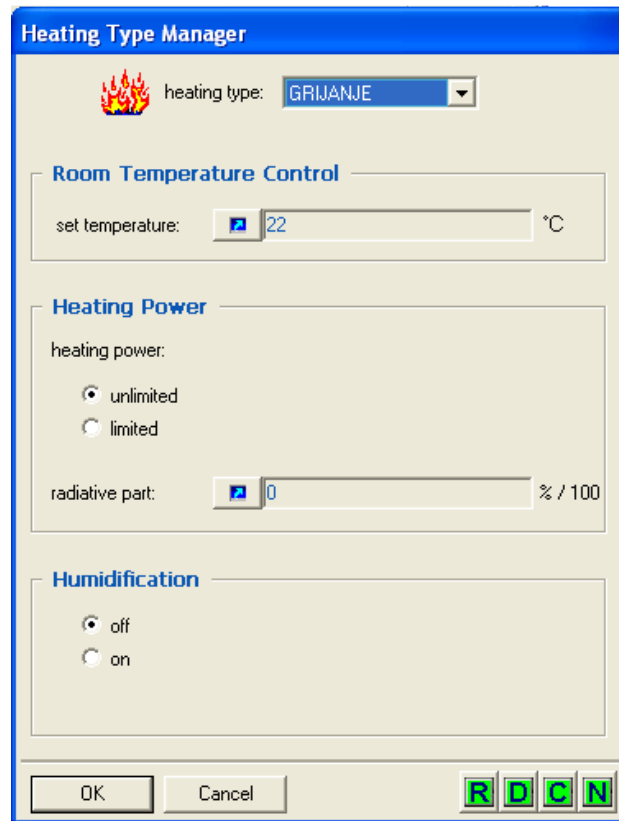 Heating Type Manager
heating type: GRIJANJE
Room Temperature Control
set temperature: 22 °C
Heating Power
heating power:
unlimited
limited
radiative part: 0 % / 100
Humidification
off
on
OK Cancel R D C N